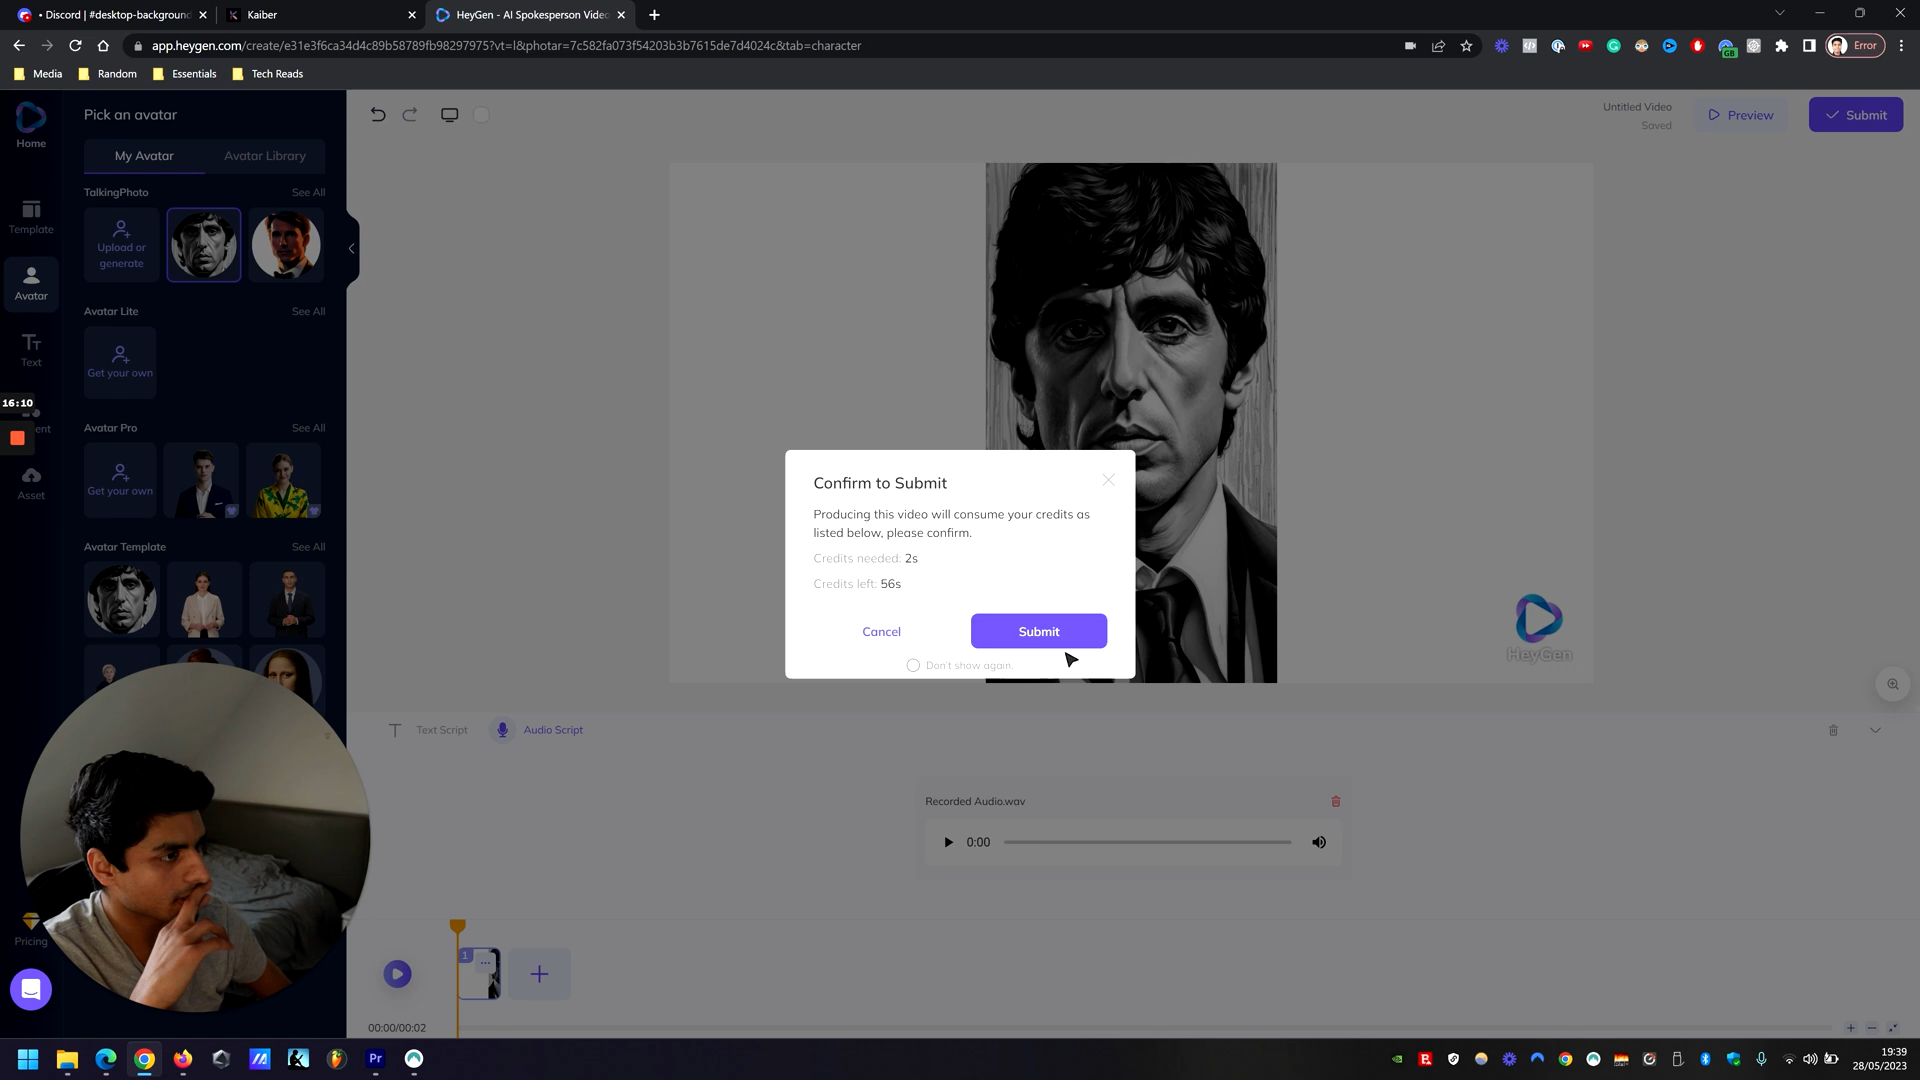 • Discord | #desktop-background
Kaiber
HeyGen - AI Spokesperson Video
app.heygen.com/create/e31e3f6ca34d4c89b58789fb98297975?vt=l&photar=7c582fa073f54203b3b7615de7d4024c&tab=character
Error
Media
Random
Essentials
Tech Reads
Home
Template
Avatar
Text
16:10
Asset
Pricing
Pick an avatar
My Avatar
Avatar Library
TalkingPhoto
See All
Upload or
generate
Avatar Lite
See All
Get your own
Avatar Pro
See All
Get your own
Avatar Template
See All
Untitled Video
Saved
Preview
Submit
Confirm to Submit
Producing this video will consume your credits as
listed below, please confirm.
Credits needed: 2s
Credits left: 56s
Cancel
Submit
Don't show again.
HeyGen
Text Script
Audio Script
Recorded Audio.wav
0:00
1
00:00/00:02
Pr
19:39
28/05/2023